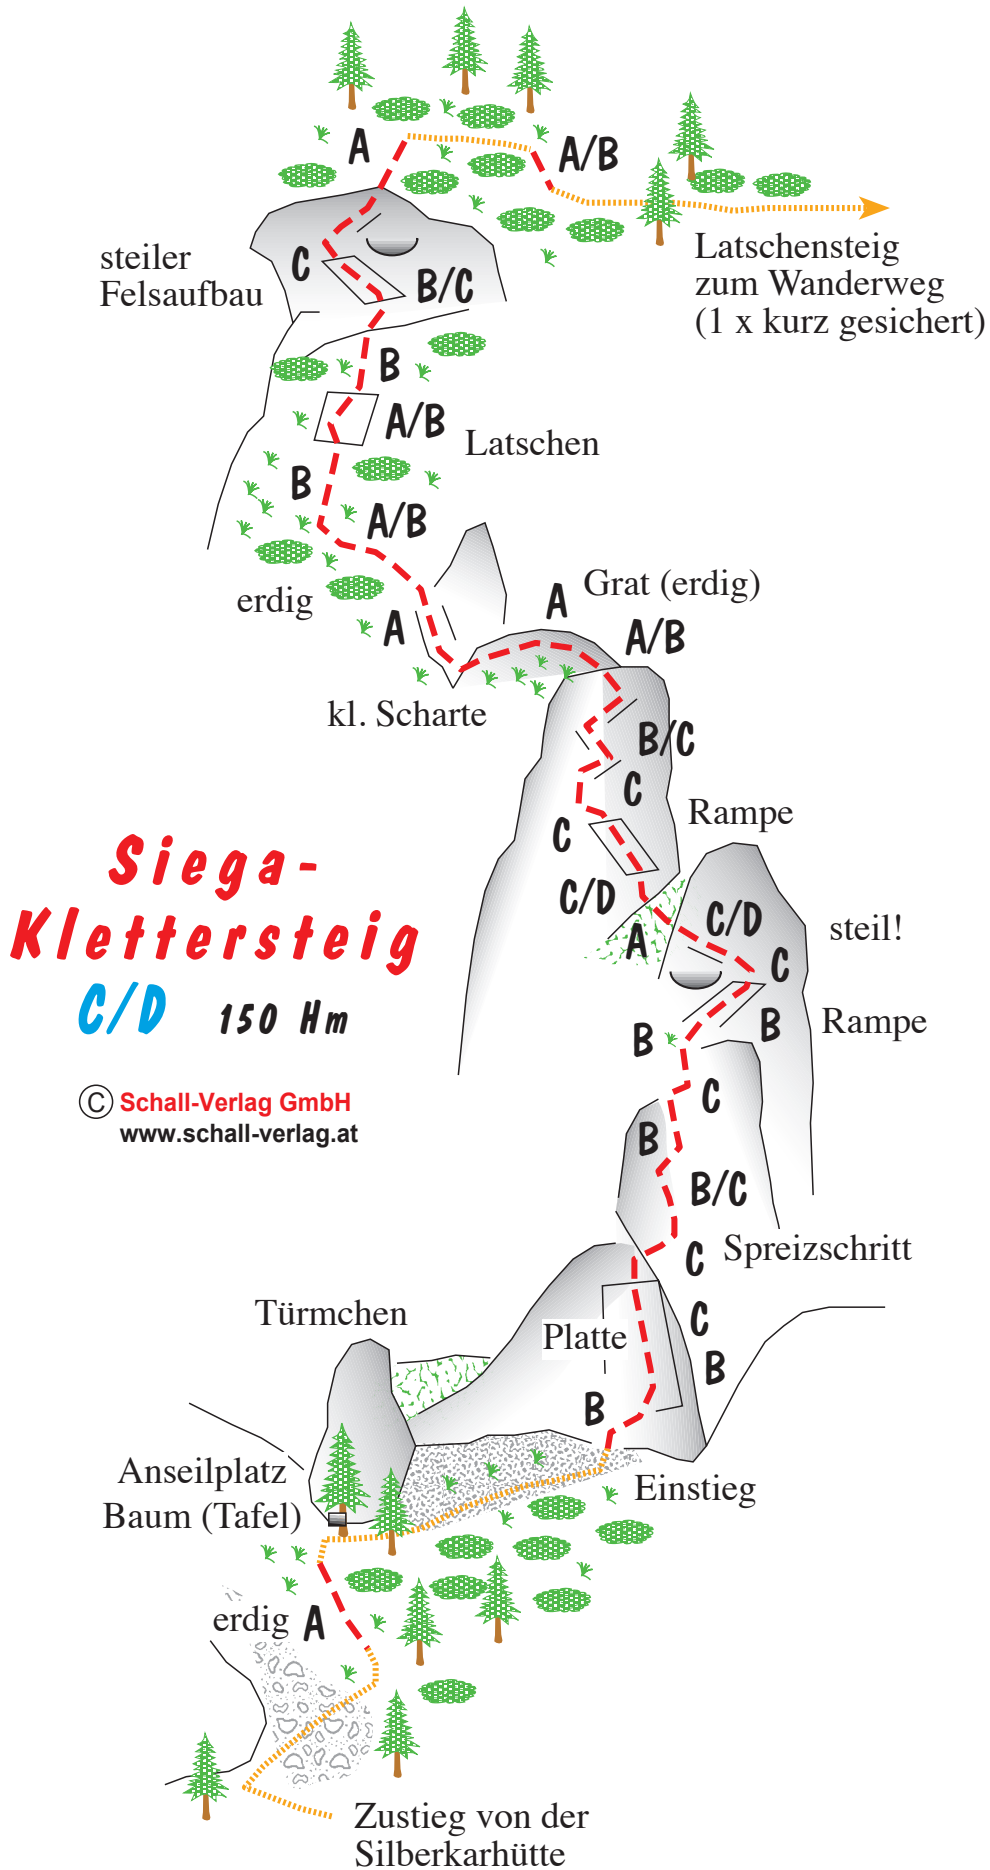 A
A/B
Latschensteig
zum Wanderweg
(1 x kurz gesichert)
steiler
Felsaufbau
C
B/C
B
A/B
Latschen
B
A/B
erdig
A
A
Grat (erdig)
A/B
kl. Scharte
B/C
C
Rampe
C
C/D
A
C/D
steil!
C
Rampe
B
B
C
B
B/C
Spreizschritt
C
C
Platte
B
B
Siega-
Klettersteig
C/D 150 Hm
© Schall-Verlag GmbH
www.schall-verlag.at
Türmchen
Anseilplatz
Baum (Tafel)
Einstieg
erdig
A
Zustieg von der
Silberkarhütte